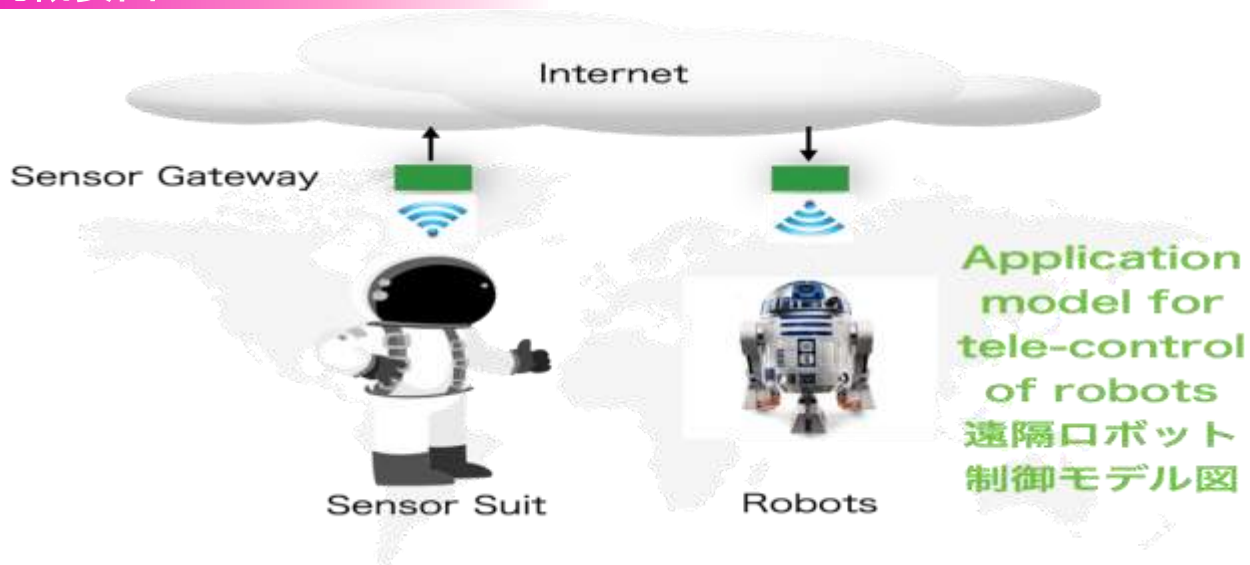 Internet
Sensor Gateway
Application
model for
tele-control
of robots
遠隔ロボット
制御モデル図
Sensor Suit
Robots